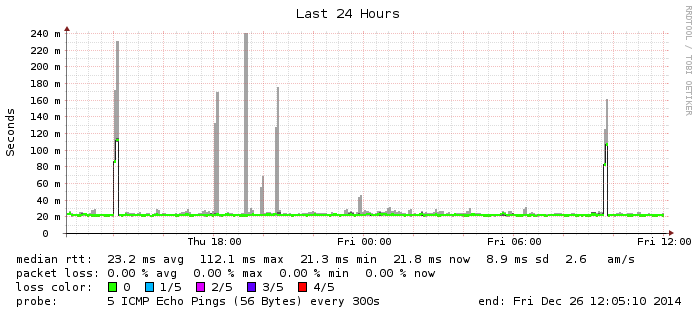 Last 24 Hours
RRDTOOL / TOBI OETIKER
Seconds
240 m
220 m
200 m
180 m
160 m
140 m
120 m
100 m
80 m
60 m
40 m
20 m
0
Thu 18:00 Fri 00:00 Fri 06:00 Fri 12:00
median rtt: 23.2 ms avg 112.1 ms max 21.3 ms min 21.8 ms now 8.9 ms sd 2.6 am/s
packet loss: 0.00 % avg 0.00 % max 0.00 % min 0.00 % now
loss color: 0 1/5 2/5 3/5 4/5
probe: 5 ICMP Echo Pings (56 Bytes) every 300s end: Fri Dec 26 12:05:10 2014